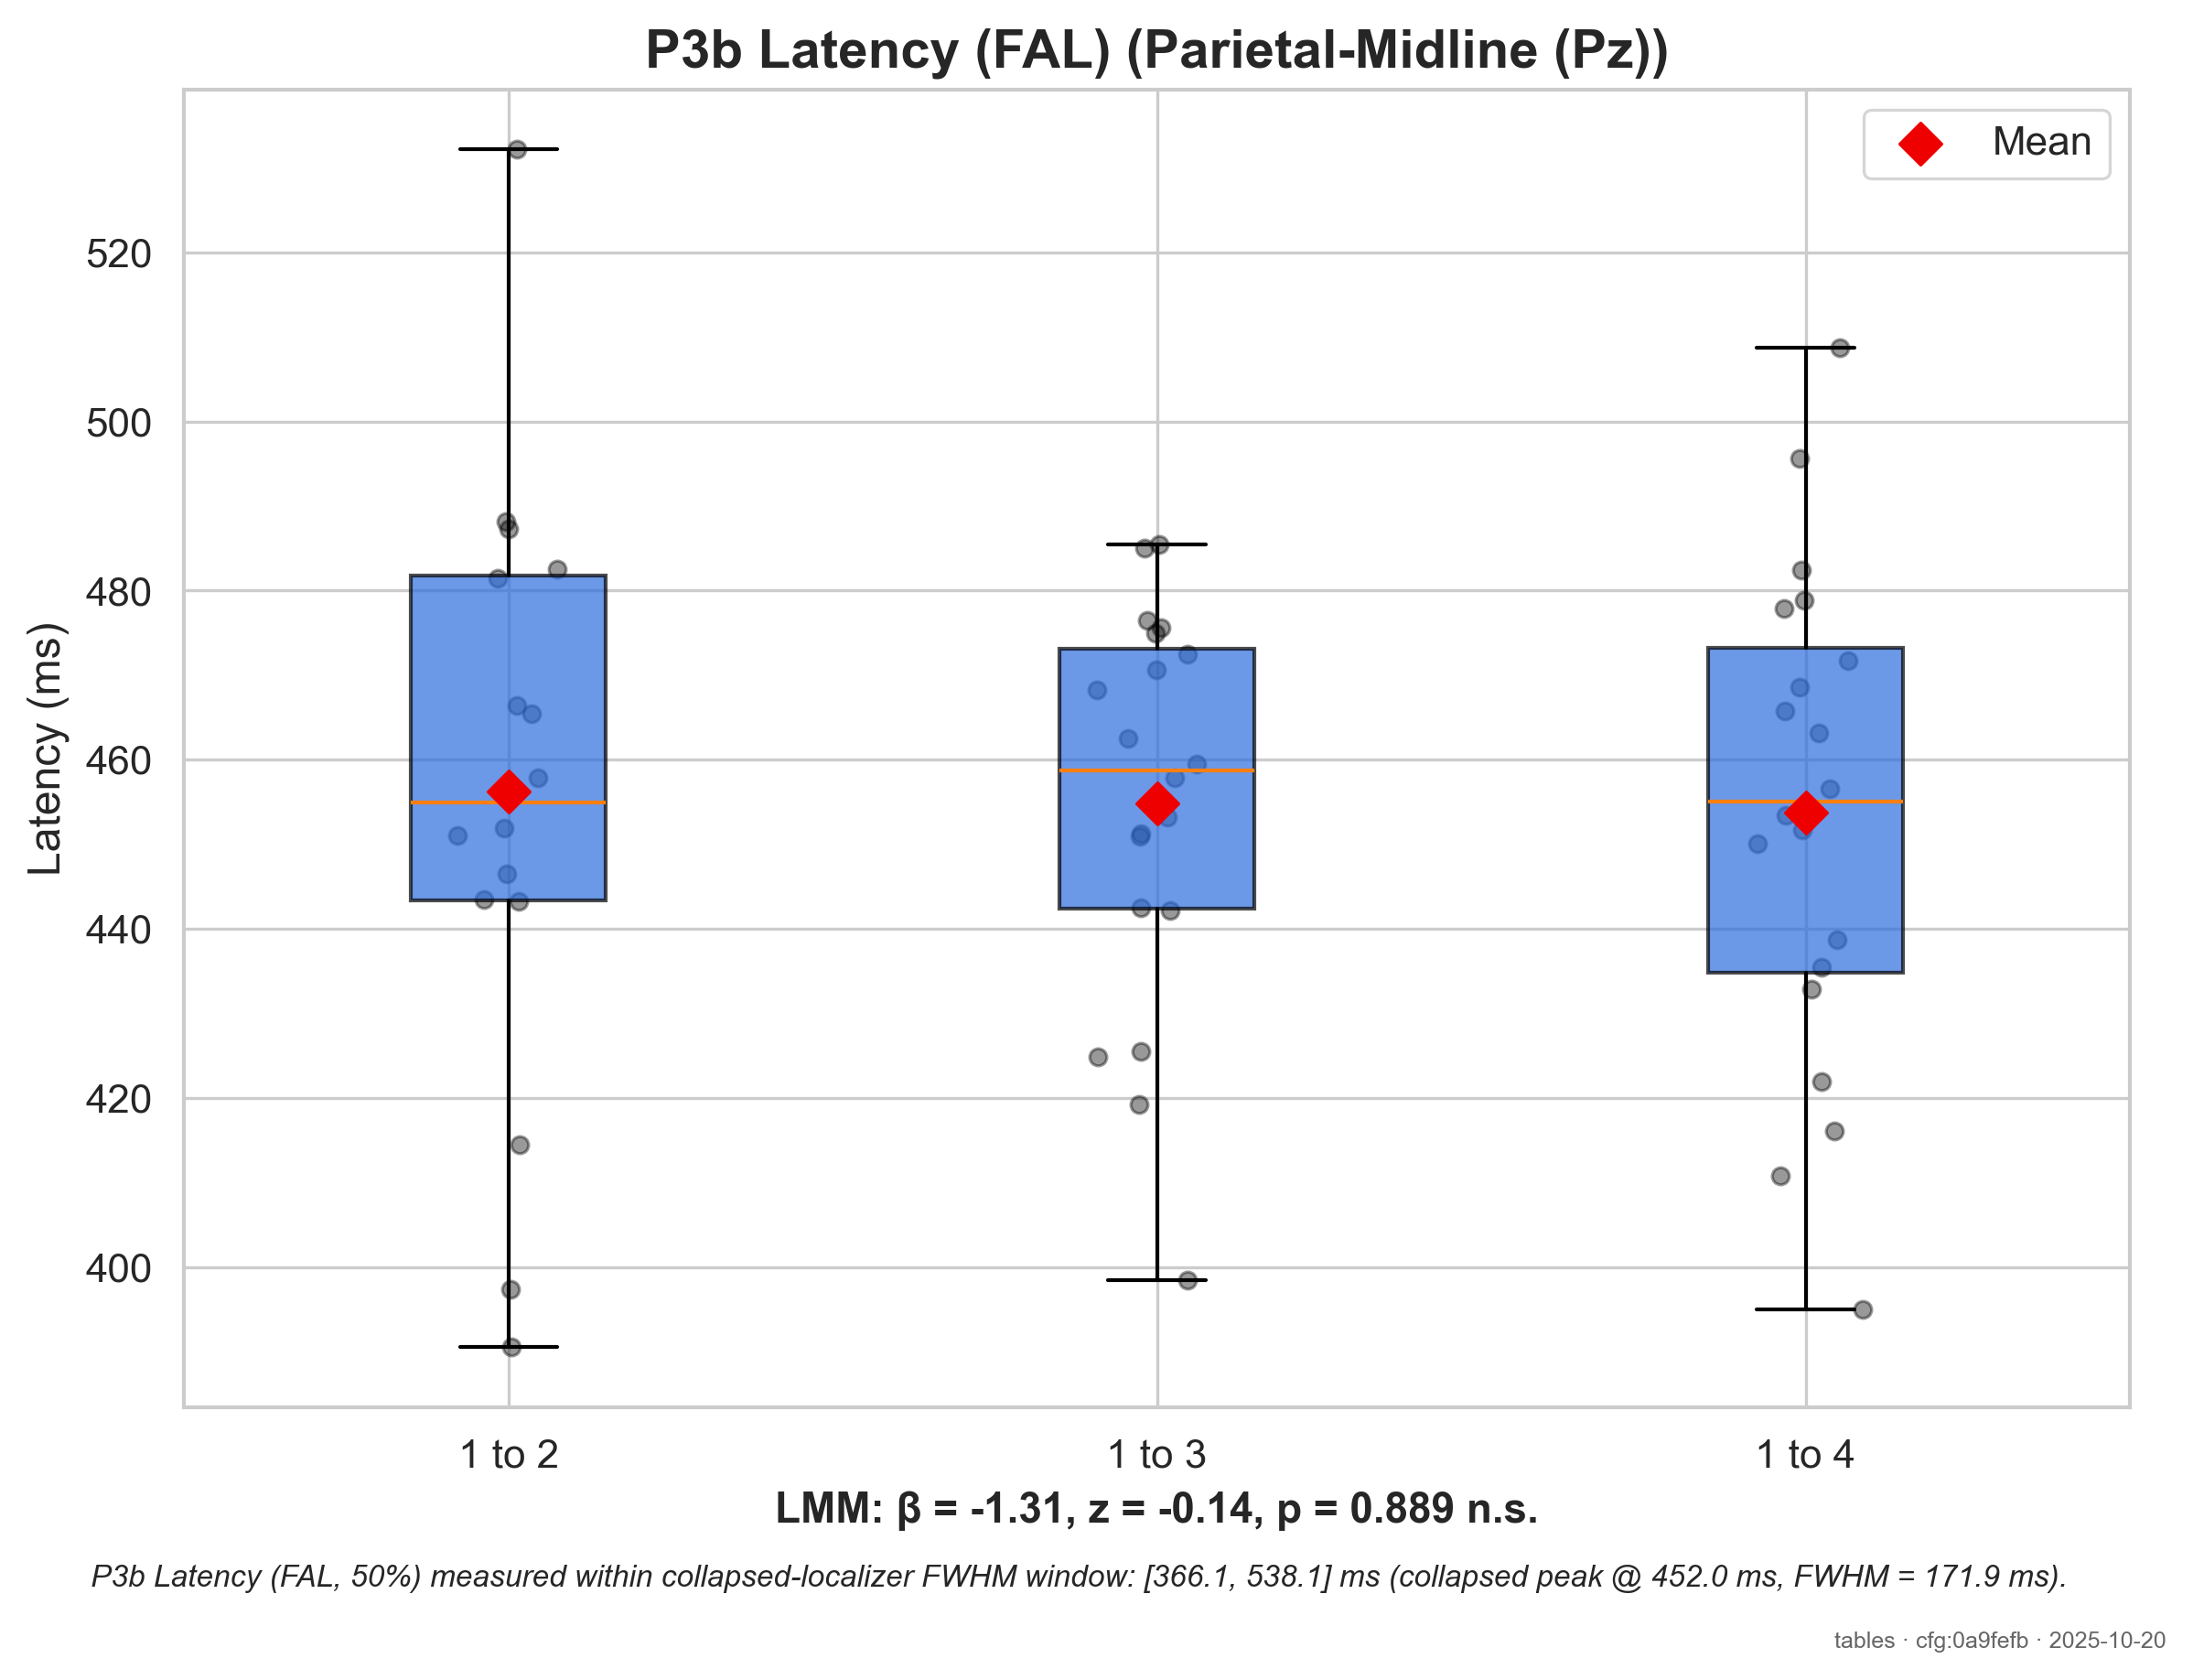 P3b Latency (FAL) (Parietal-Midline (Pz))
Mean
Latency (ms)
520
500
480
460
440
420
400
1 to 2
1 to 3
1 to 4
LMM: β = -1.31, z = -0.14, p = 0.889 n.s.
P3b Latency (FAL, 50%) measured within collapsed-localizer FWHM window: [366.1, 538.1] ms (collapsed peak @ 452.0 ms, FWHM = 171.9 ms).
tables · cfg:0a9fefb · 2025-10-20